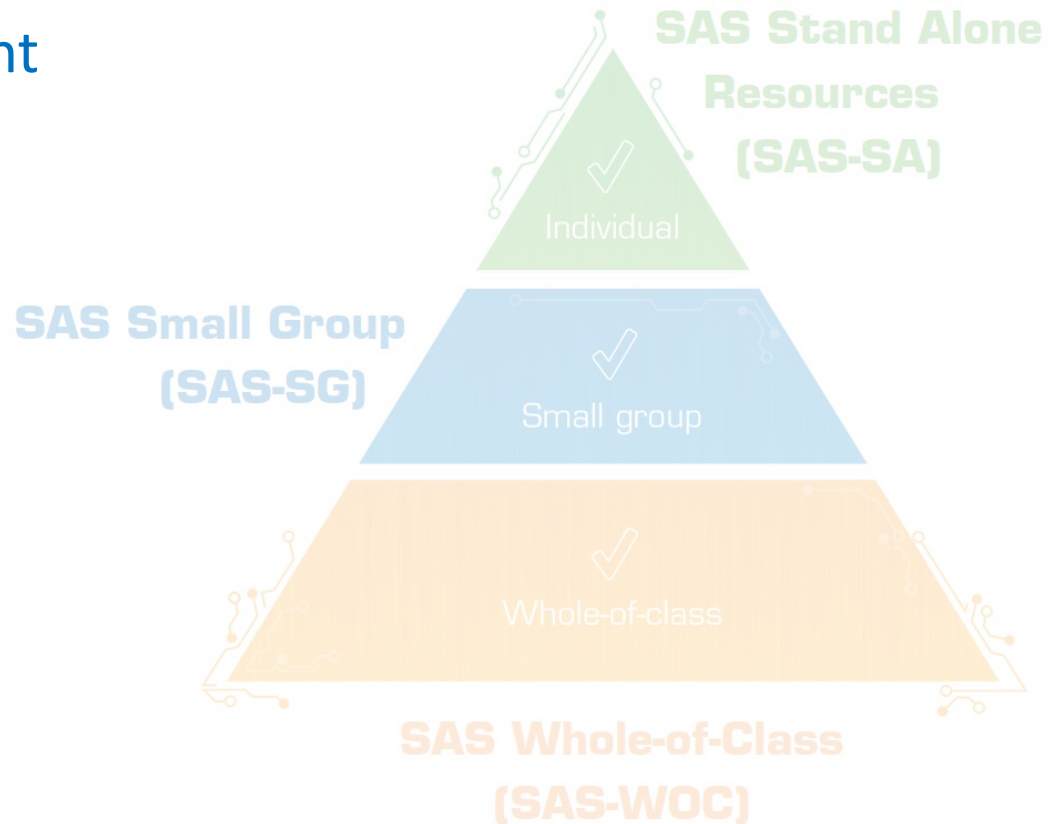 nt
SAS Stand Alone
Resources
(SAS-SA)
Individual
SAS Small Group
(SAS-SG)
Small group
Whole-of-class
SAS Whole-of-Class
(SAS-WOC)